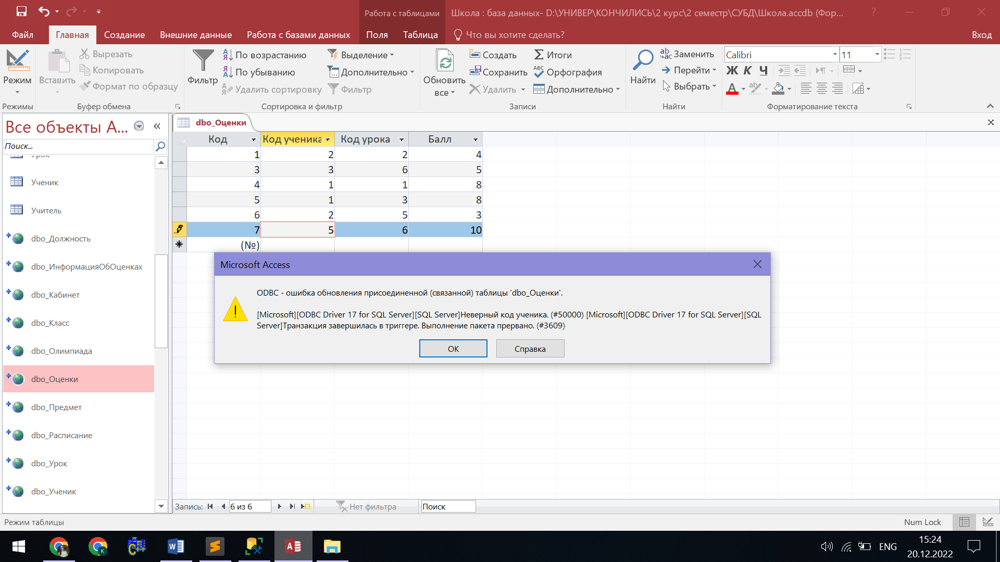 Работа с таблицами
Школа : база данных- D:\УНИВЕР\КОНЧИЛИСЬ\2 курс\2 семестр\СУБД\Школа.accdb (Фор...
?
Файл
Главная
Создание
Внешние данные
Работа с базами данных
Поля
Таблица
Что вы хотите сделать?
Вход
Режим
Режимы
Вставить
Вырезать
Копировать
Формат по образцу
Буфер обмена
Фильтр
По возрастанию
По убыванию
Удалить сортировку
Выделение
Дополнительно
Фильтр
Сортировка и фильтр
Обновить все
Создать
Сохранить
Удалить
Итоги
Орфография
Дополнительно
Записи
Найти
Заменить
Перейти
Выбрать
Найти
Calibri
11
Ж К Ч
Форматирование текста
Все объекты A...
Поиск...
Урок
Ученик
Учитель
dbo_Должность
dbo_ИнформацияОбОценках
dbo_Кабинет
dbo_Класс
dbo_Олимпиада
dbo_Оценки
dbo_Предмет
dbo_Расписание
dbo_Урок
dbo_Ученик
dbo_Оценки
Код Код ученика Код урока Балл
1 2 2 4
3 3 6 5
4 1 1 8
5 1 3 8
6 2 5 3
7 5 6 10
(№)
Microsoft Access
ODBC - ошибка обновления присоединенной (связанной) таблицы 'dbo_Оценки'.
[Microsoft][ODBC Driver 17 for SQL Server][SQL Server]Неверный код ученика. (#50000) [Microsoft][ODBC Driver 17 for SQL Server][SQL
Server]Транзакция завершилась в триггере. Выполнение пакета прервано. (#3609)
ОК
Справка
Запись:
6 из 6
Нет фильтра
Поиск
Режим таблицы
Num Lock
ENG
15:24
20.12.2022